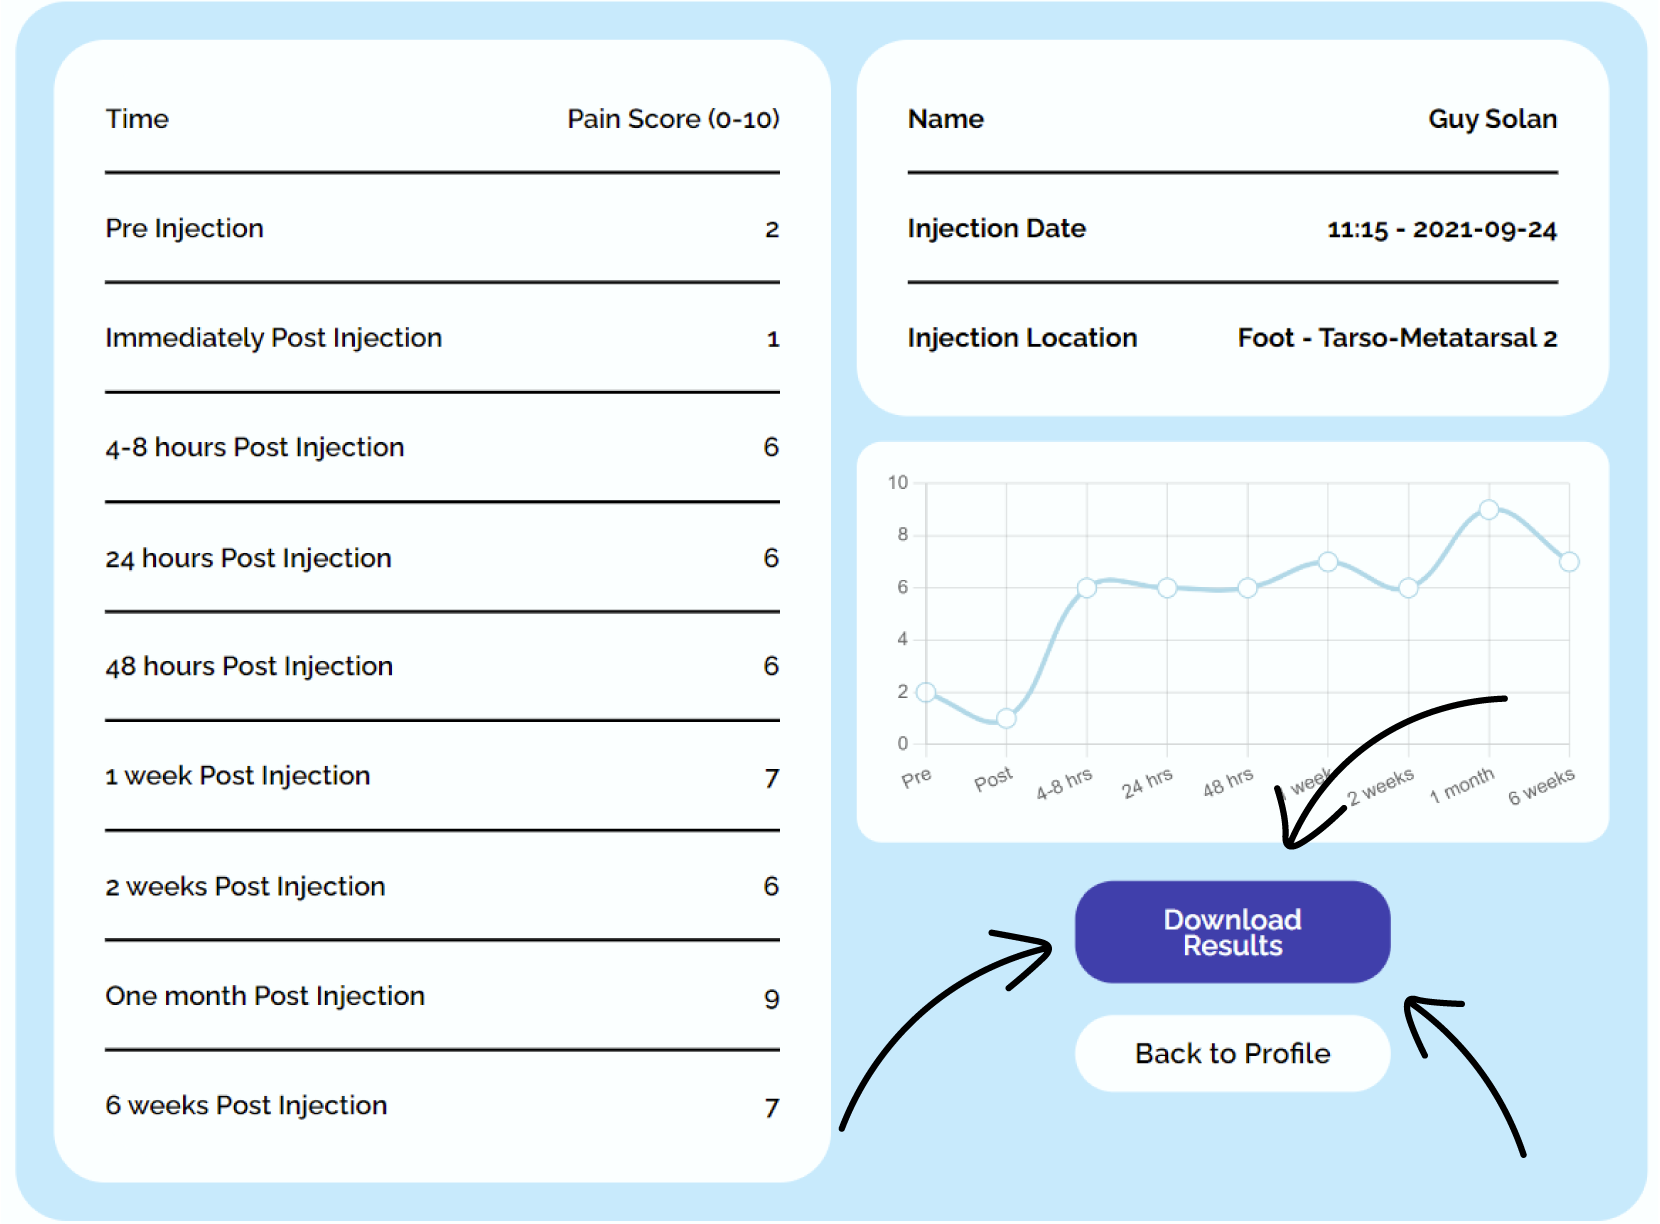 Time Pain Score (0-10)
Pre Injection 2
Immediately Post Injection 1
4-8 hours Post Injection 6
24 hours Post Injection 6
48 hours Post Injection 6
1 week Post Injection 7
2 weeks Post Injection 6
One month Post Injection 9
6 weeks Post Injection 7
Name Guy Solan
Injection Date 11:15 - 2021-09-24
Injection Location Foot - Tarso-Metatarsal 2
10
8
6
4
2
0
Pre Post 4-8 hrs 24 hrs 48 hrs 1 week 2 weeks 1 month 6 weeks
Download
Results
Back to Profile